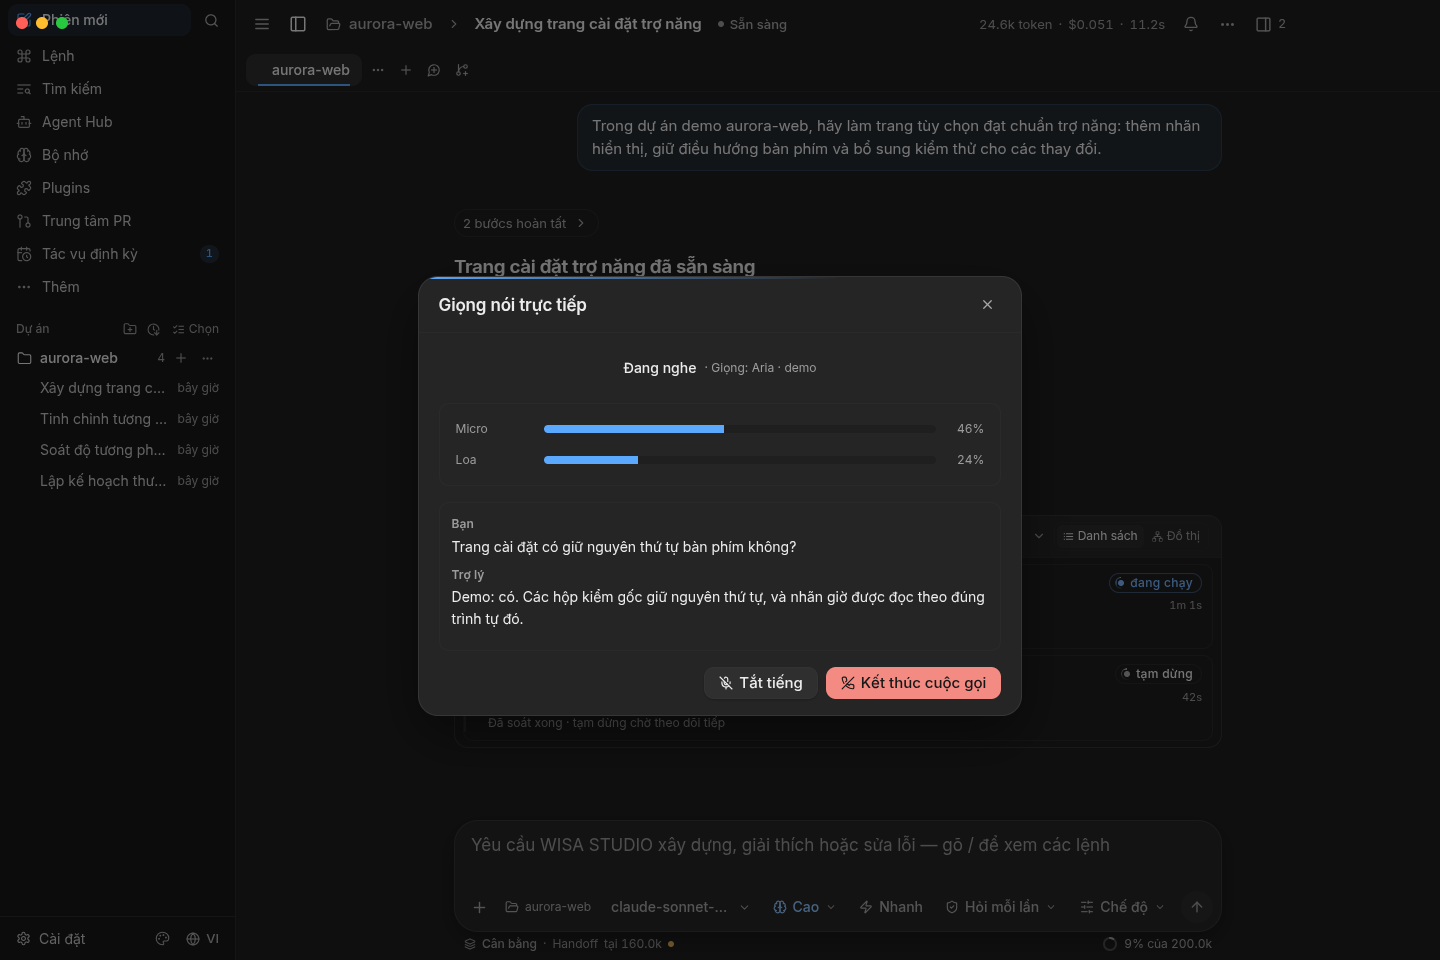 Phiên mới
Lệnh
Tìm kiếm
Agent Hub
Bộ nhớ
Plugins
Trung tâm PR
Tác vụ định kỳ 1
Thêm
Dự án Chọn
aurora-web 4
Xây dựng trang c... bây giờ
Tinh chỉnh tương ... bây giờ
Soát độ tương ph... bây giờ
Lập kế hoạch thư... bây giờ
Cài đặt VI
aurora-web Xây dựng trang cài đặt trợ năng Sẵn sàng 24.6k token · $0.051 · 11.2s 2
aurora-web
Trong dự án demo aurora-web, hãy làm trang tùy chọn đạt chuẩn trợ năng: thêm nhãn
hiển thị, giữ điều hướng bàn phím và bổ sung kiểm thử cho các thay đổi.
2 bướcs hoàn tất
Trang cài đặt trợ năng đã sẵn sàng
Giọng nói trực tiếp
Đang nghe · Giọng: Aria · demo
Micro 46%
Loa 24%
Bạn
Trang cài đặt có giữ nguyên thứ tự bàn phím không?
Trợ lý
Demo: có. Các hộp kiểm gốc giữ nguyên thứ tự, và nhãn giờ được đọc theo đúng
trình tự đó.
Tắt tiếng Kết thúc cuộc gọi
Danh sách Đồ thị
đang chạy
1m 1s
tạm dừng
42s
Đã soát xong · tạm dừng chờ theo dõi tiếp
Yêu cầu WISA STUDIO xây dựng, giải thích hoặc sửa lỗi — gõ / để xem các lệnh
aurora-web claude-sonnet-... Cao Nhanh Hỏi mỗi lần Chế độ
Cân bằng · Handoff tại 160.0k 9% của 200.0k